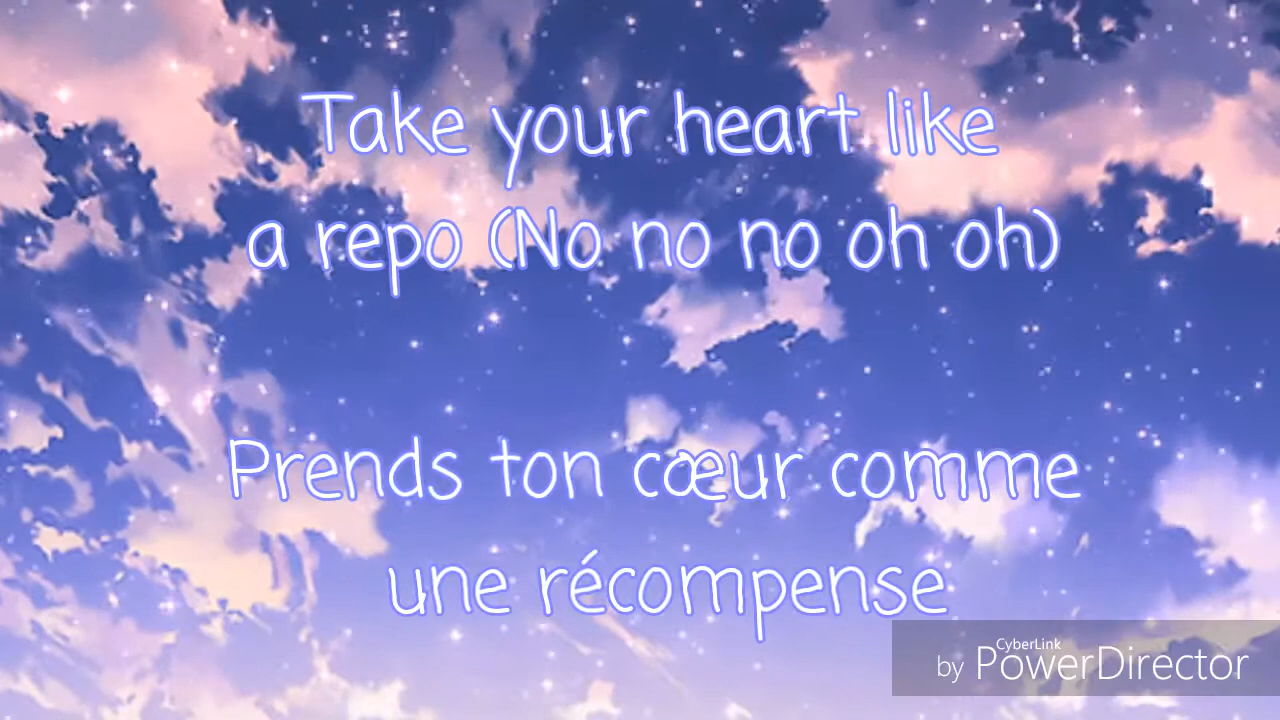 Take your heart like
a repo (No no no oh oh)
Prends ton cœur comme
une récompense
CyberLink
by PowerDirector